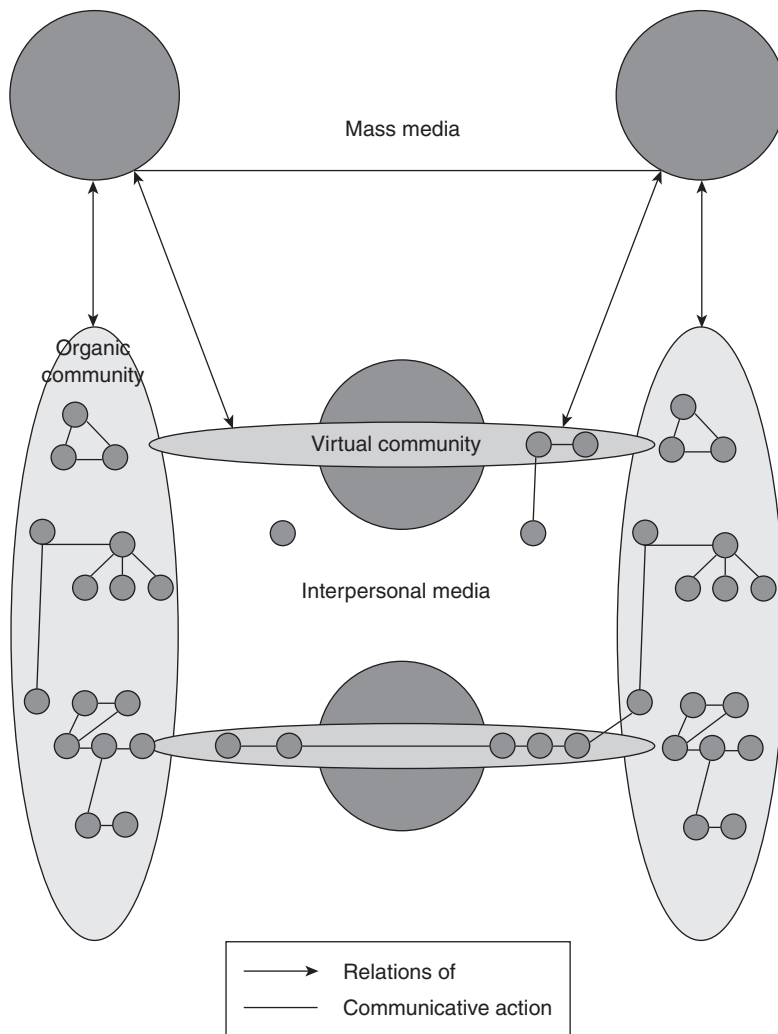 Mass media
Organic
community
Virtual community
Interpersonal media
Relations of
Communicative action